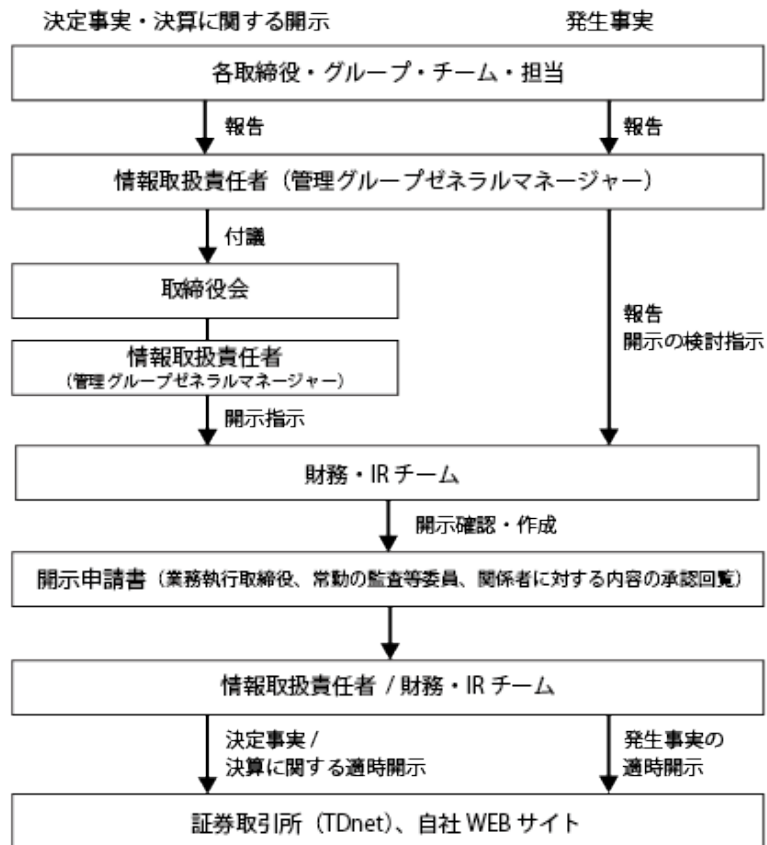 決定事実・決算に関する開示
発生事実
各取締役・グループ・チーム・担当
報告
報告
情報取扱責任者（管理グループゼネラルマネージャー）
付議
取締役会
報告
開示の検討指示
情報取扱責任者
（管理グループゼネラルマネージャー）
開示指示
財務・IRチーム
開示確認・作成
開示申請書（業務執行取締役、常勤の監査等委員、関係者に対する内容の承認回覧）
情報取扱責任者 / 財務・IRチーム
決定事実 /
決算に関する適時開示
発生事実の
適時開示
証券取引所（TDnet）、自社 WEB サイト